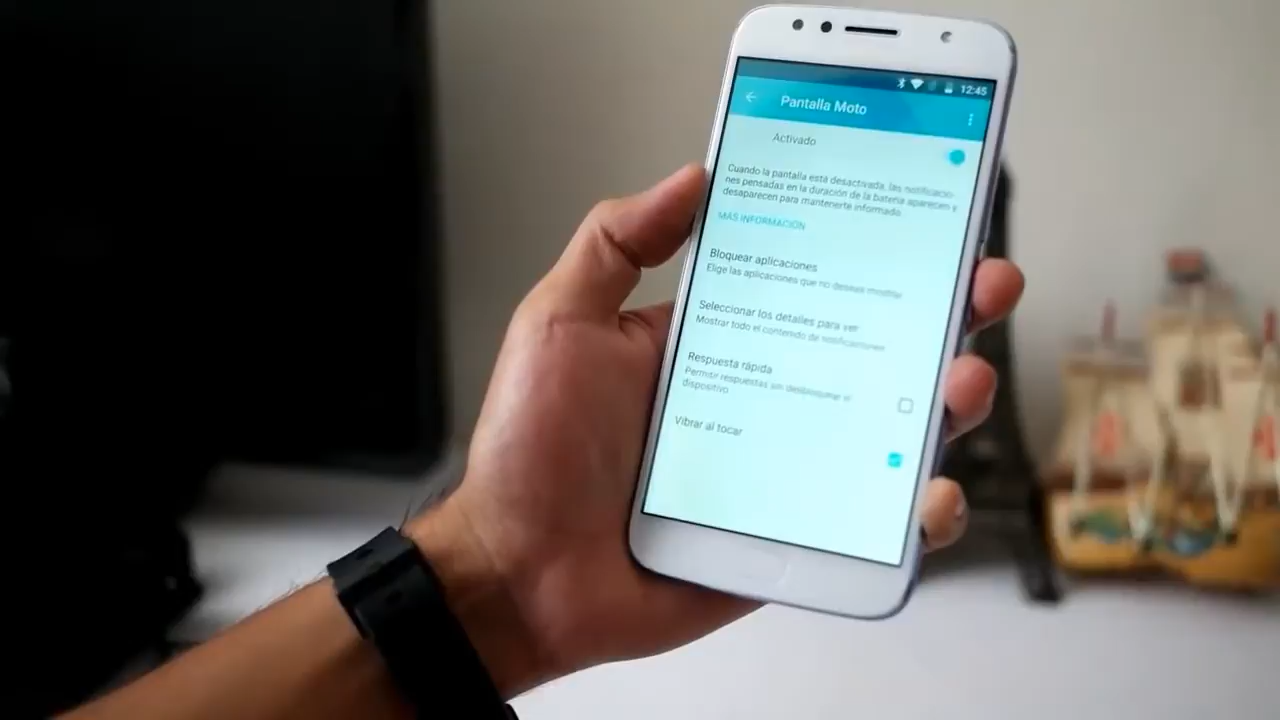 12:45
Pantalla Moto
Activado
Cuando la pantalla está desactivada, las notificacio-
nes pensadas en la duración de la batería aparecen y
desaparecen para mantenerte informado.
MÁS INFORMACIÓN
Bloquear aplicaciones
Elige las aplicaciones que no deseas mostrar
Seleccionar los detalles para ver
Mostrar todo el contenido de notificaciones
Respuesta rápida
Permitir respuestas sin desbloquear el
dispositivo
Vibrar al tocar